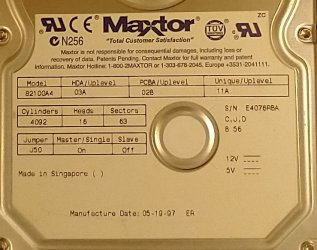 ZC
Maxtor
N256
"Total Customer Satisfaction"
TUV
Maxtor is not responsible for consequential damages, including loss or
recovery of data. Patents Pending. Contact Maxtor for full warranty and patent
information. Maxtor Hotline: 1-800-2MAXTOR or 1-303-678-2045, Europe +3531-2041111.
Model HDA/Uplevel PCBA/Uplevel Unique/Uplevel
82100A4 03A 02B 11A
Cylinders Heads Sectors
4092 16 63
S/N E4076RBA
C,J,D
B 56
Jumper Master/Single Slave
J50 On Off
12V
5V
Made in Singapore ( )
Manufacture Date: 05-19-97 ER